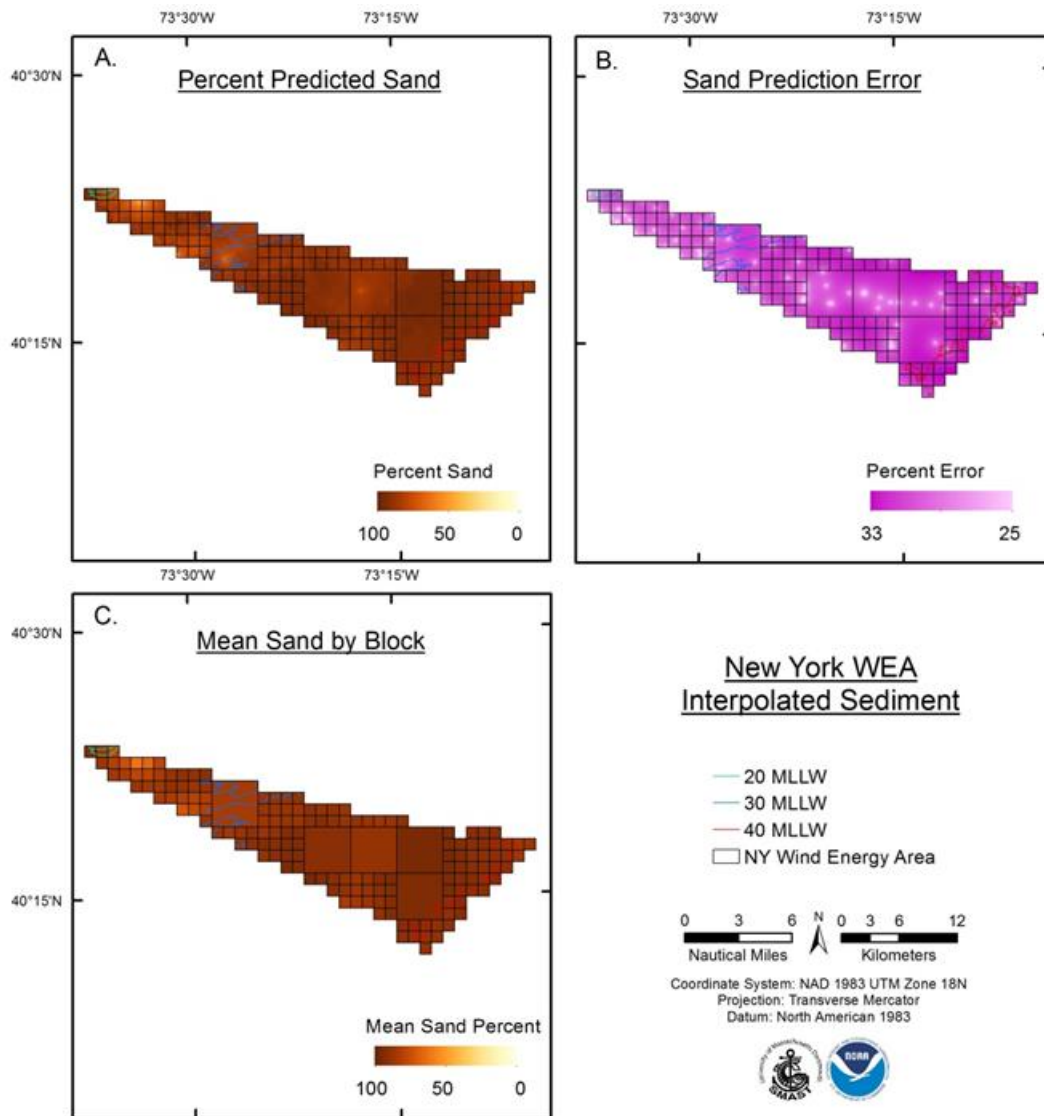 73°30'W
73°15'W
73°30'W
73°15'W
A.
Percent Predicted Sand
40°30'N
40°15'N
Percent Sand
100
50
0
B.
Sand Prediction Error
Percent Error
33
25
73°30'W
73°15'W
C.
Mean Sand by Block
40°30'N
40°15'N
Mean Sand Percent
100
50
0
New York WEA
Interpolated Sediment
20 MLLW
30 MLLW
40 MLLW
NY Wind Energy Area
0 3 6
Nautical Miles
N
0 3 6 12
Kilometers
Coordinate System: NAD 1983 UTM Zone 18N
Projection: Transverse Mercator
Datum: North American 1983
SMAST
NOAA